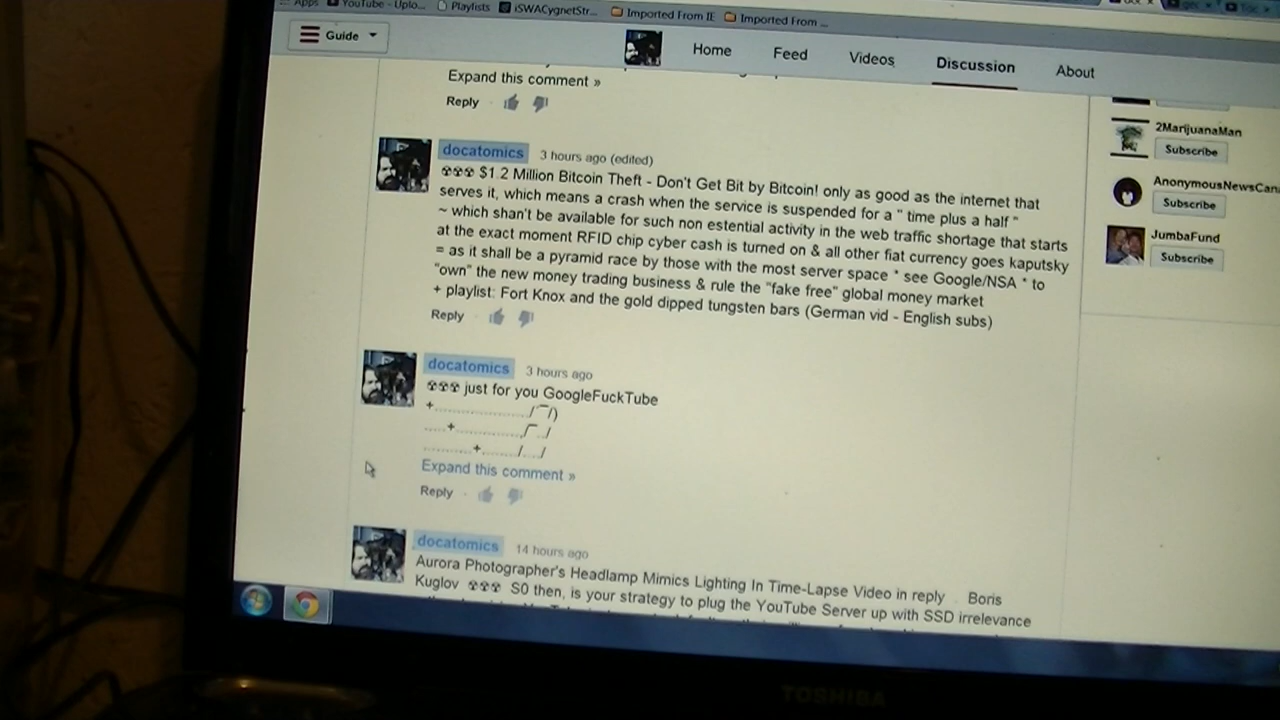 Apps YouTube - Uplo... Playlists iSWACygnetStr... Imported From IE Imported From ...
Guide
Home Feed Videos Discussion About
Expand this comment »
Reply
docatomics 3 hours ago (edited)
☢☢☢ $1.2 Million Bitcoin Theft - Don't Get Bit by Bitcoin! only as good as the internet that
serves it, which means a crash when the service is suspended for a " time plus a half "
~ which shan't be available for such non estential activity in the web traffic shortage that starts
at the exact moment RFID chip cyber cash is turned on & all other fiat currency goes kaputsky
= as it shall be a pyramid race by those with the most server space * see Google/NSA * to
"own" the new money trading business & rule the "fake free" global money market
+ playlist: Fort Knox and the gold dipped tungsten bars (German vid - English subs)
Reply
docatomics 3 hours ago
☢☢☢ just for you GoogleFuckTube
+......................../¯/)
.....+................./¯../
............+........./..../
Expand this comment »
Reply
docatomics 14 hours ago
Aurora Photographer's Headlamp Mimics Lighting In Time-Lapse Video in reply Boris
Kuglov ☢☢☢ S0 then, is your strategy to plug the YouTube Server up with SSD irrelevance
2MarijuanaMan
Subscribe
AnonymousNewsCan
Subscribe
JumbaFund
Subscribe
TOSHIBA